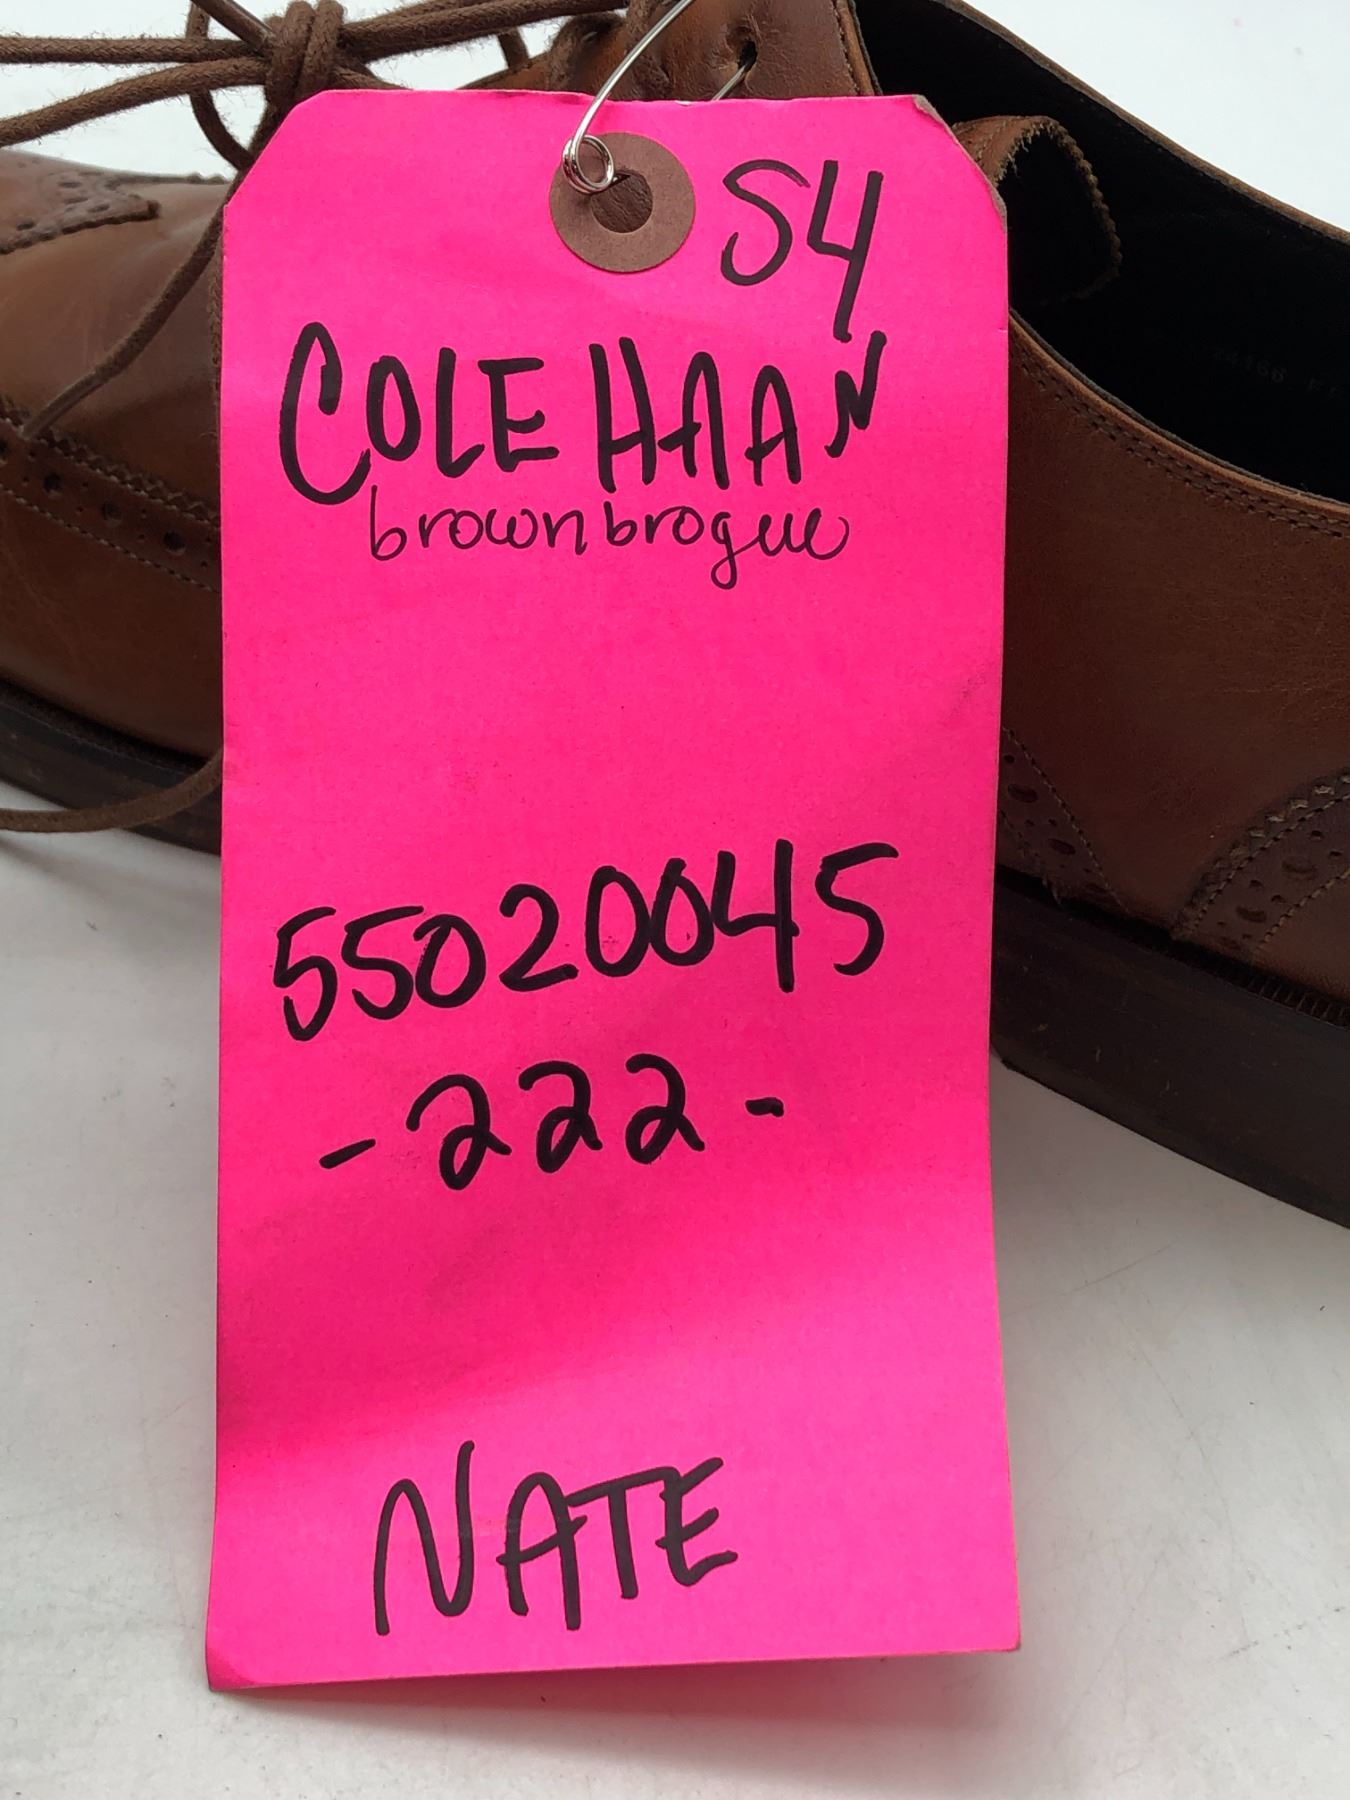 S4
COLE HAAN
brown brogue
55020045
-222-
NATE